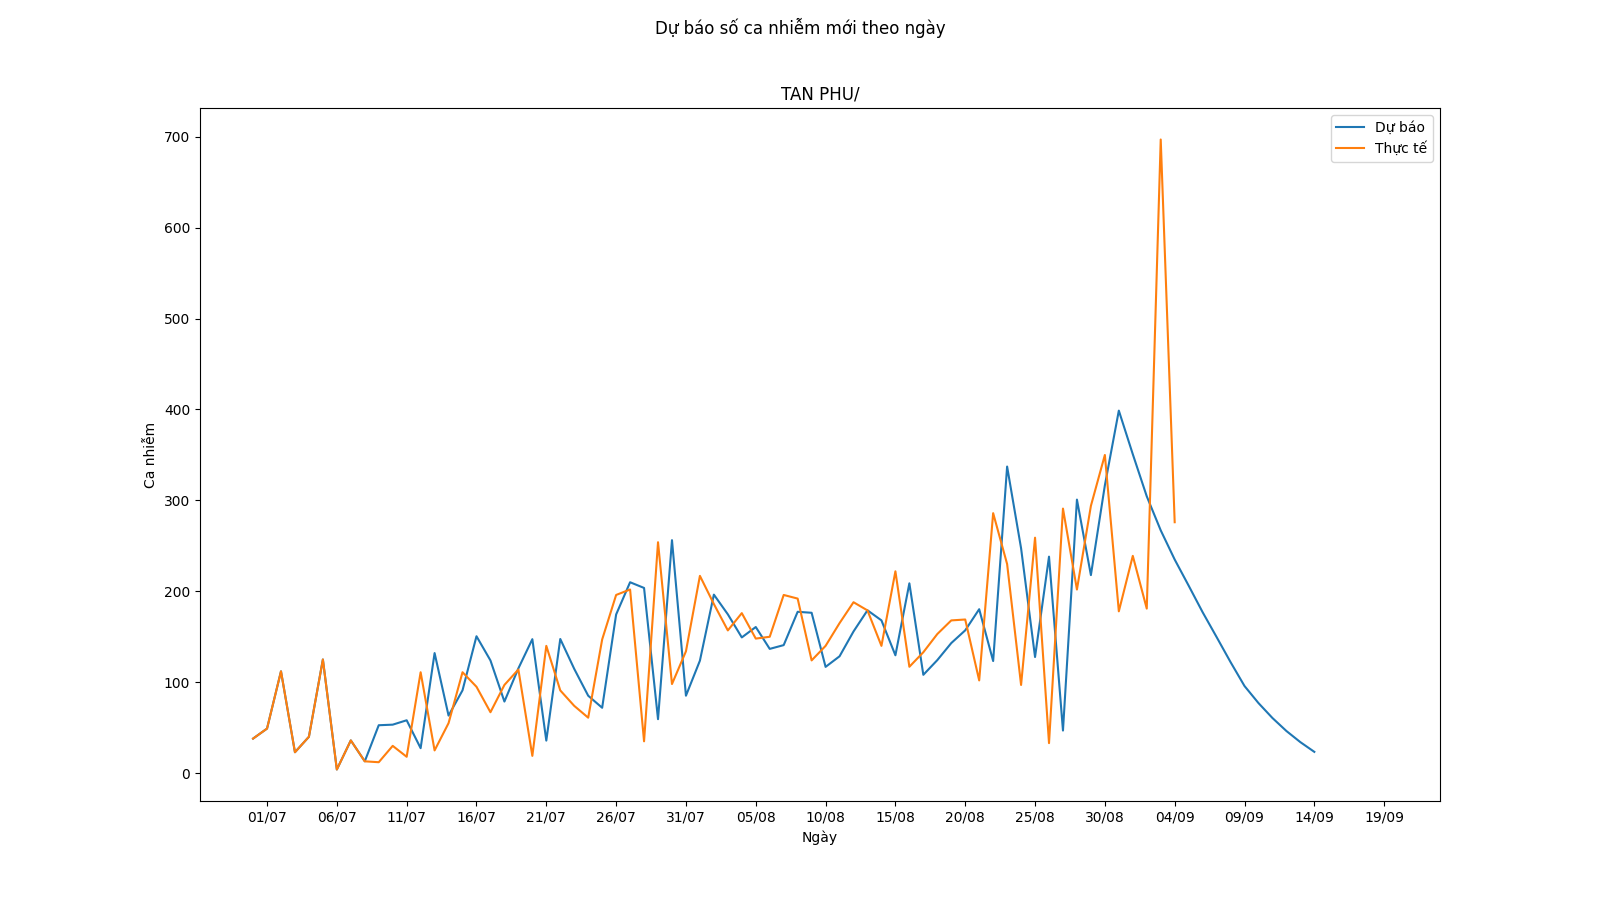 Dự báo số ca nhiễm mới theo ngày
TAN PHU/
Dự báo
Thực tế
700
600
500
400
300
200
100
0
Ca nhiễm
01/07 06/07 11/07 16/07 21/07 26/07 31/07 05/08 10/08 15/08 20/08 25/08 30/08 04/09 09/09 14/09 19/09
Ngày